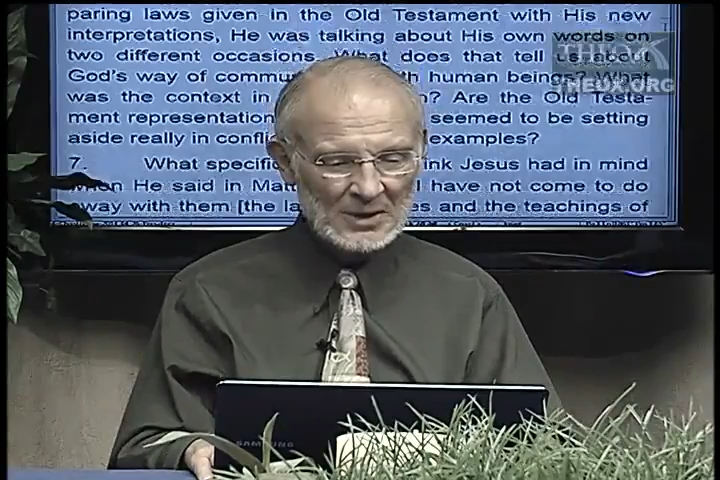 paring laws given in the Old Testament with His new
interpretations, He was talking about His own words on
two different occasions. What does that tell us about
God's way of commu th human beings? What
was the context in n? Are the Old Testa-
ment representation seemed to be setting
aside really in confli examples?
7. What specific ink Jesus had in mind
when He said in Matt I have not come to do
away with them [the la es and the teachings of
THEUX
THEUX.ORG
SAMSUNG